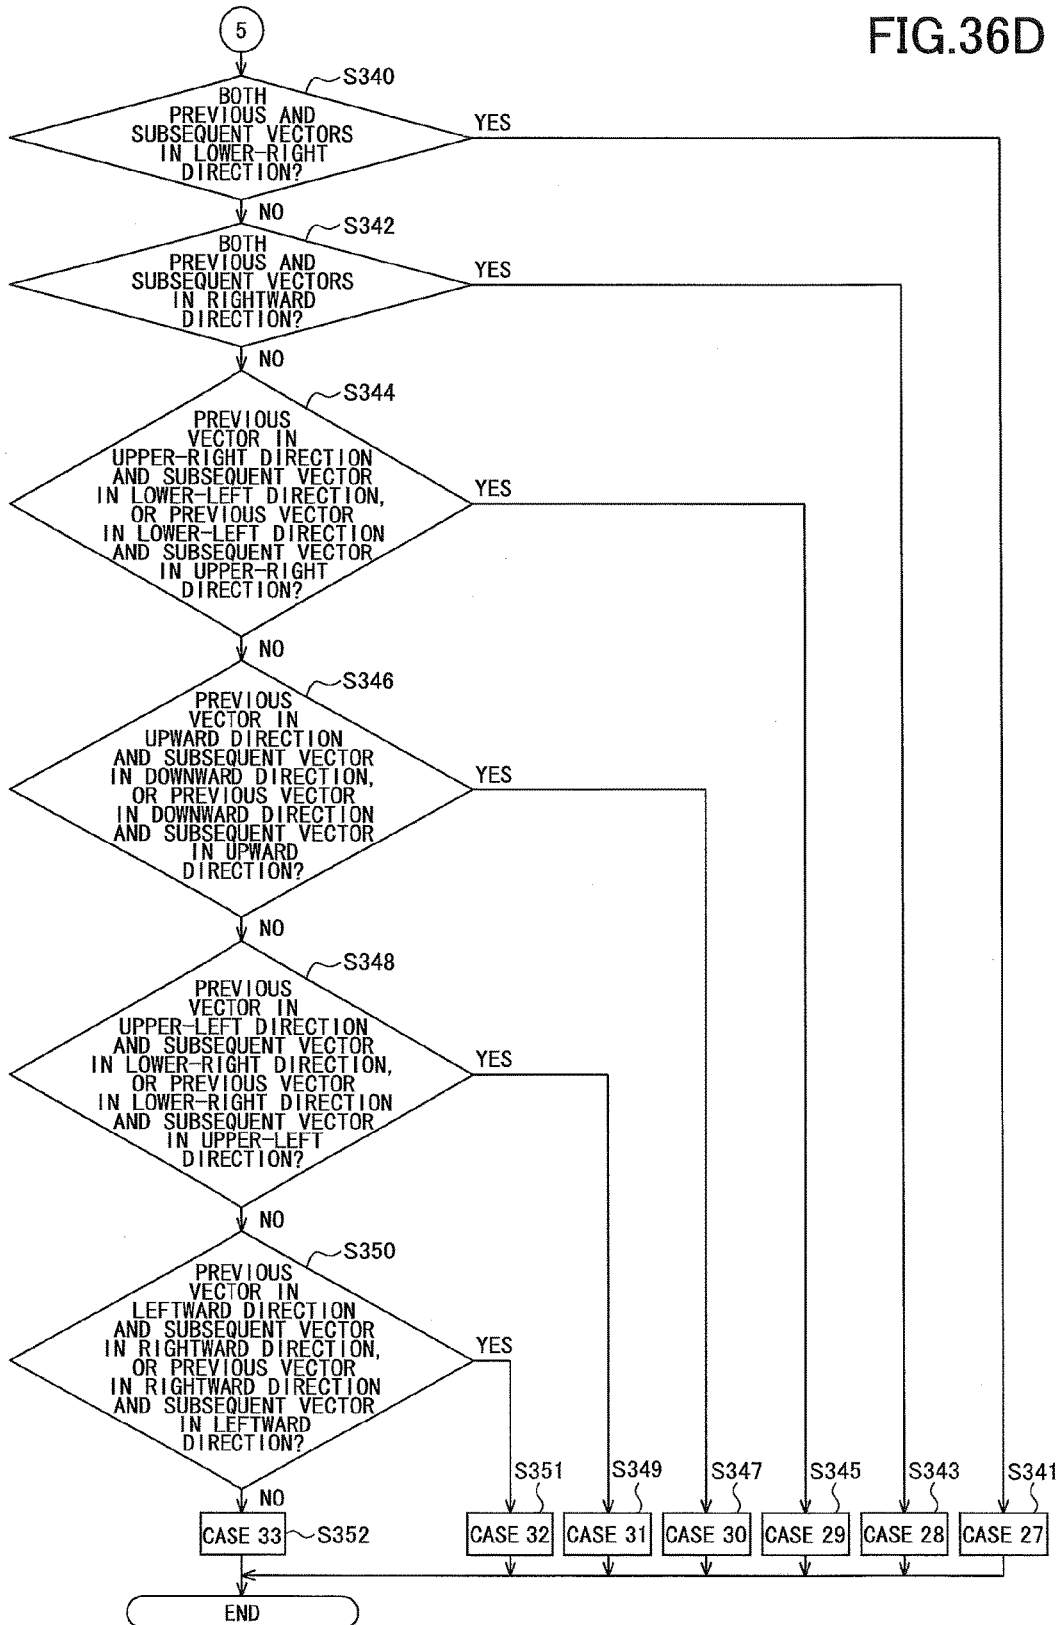 FIG.36D
5
S340
BOTH
PREVIOUS AND
SUBSEQUENT VECTORS
IN LOWER-RIGHT
DIRECTION?
YES
NO
S342
BOTH
PREVIOUS AND
SUBSEQUENT VECTORS
IN RIGHTWARD
DIRECTION?
YES
NO
S344
PREVIOUS
VECTOR IN
UPPER-RIGHT DIRECTION
AND SUBSEQUENT VECTOR
IN LOWER-LEFT DIRECTION,
OR PREVIOUS VECTOR
IN LOWER-LEFT DIRECTION
AND SUBSEQUENT VECTOR
IN UPPER-RIGHT
DIRECTION?
YES
NO
S346
PREVIOUS
VECTOR IN
UPWARD DIRECTION
AND SUBSEQUENT VECTOR
IN DOWNWARD DIRECTION,
OR PREVIOUS VECTOR
IN DOWNWARD DIRECTION
AND SUBSEQUENT VECTOR
IN UPWARD
DIRECTION?
YES
NO
S348
PREVIOUS
VECTOR IN
UPPER-LEFT DIRECTION
AND SUBSEQUENT VECTOR
IN LOWER-RIGHT DIRECTION,
OR PREVIOUS VECTOR
IN LOWER-RIGHT DIRECTION
AND SUBSEQUENT VECTOR
IN UPPER-LEFT
DIRECTION?
YES
NO
S350
PREVIOUS
VECTOR IN
LEFTWARD DIRECTION
AND SUBSEQUENT VECTOR
IN RIGHTWARD DIRECTION,
OR PREVIOUS VECTOR
IN RIGHTWARD DIRECTION
AND SUBSEQUENT VECTOR
IN LEFTWARD
DIRECTION?
YES
NO
S351 S349 S347 S345 S343 S341
CASE 33 S352 CASE 32 CASE 31 CASE 30 CASE 29 CASE 28 CASE 27
END